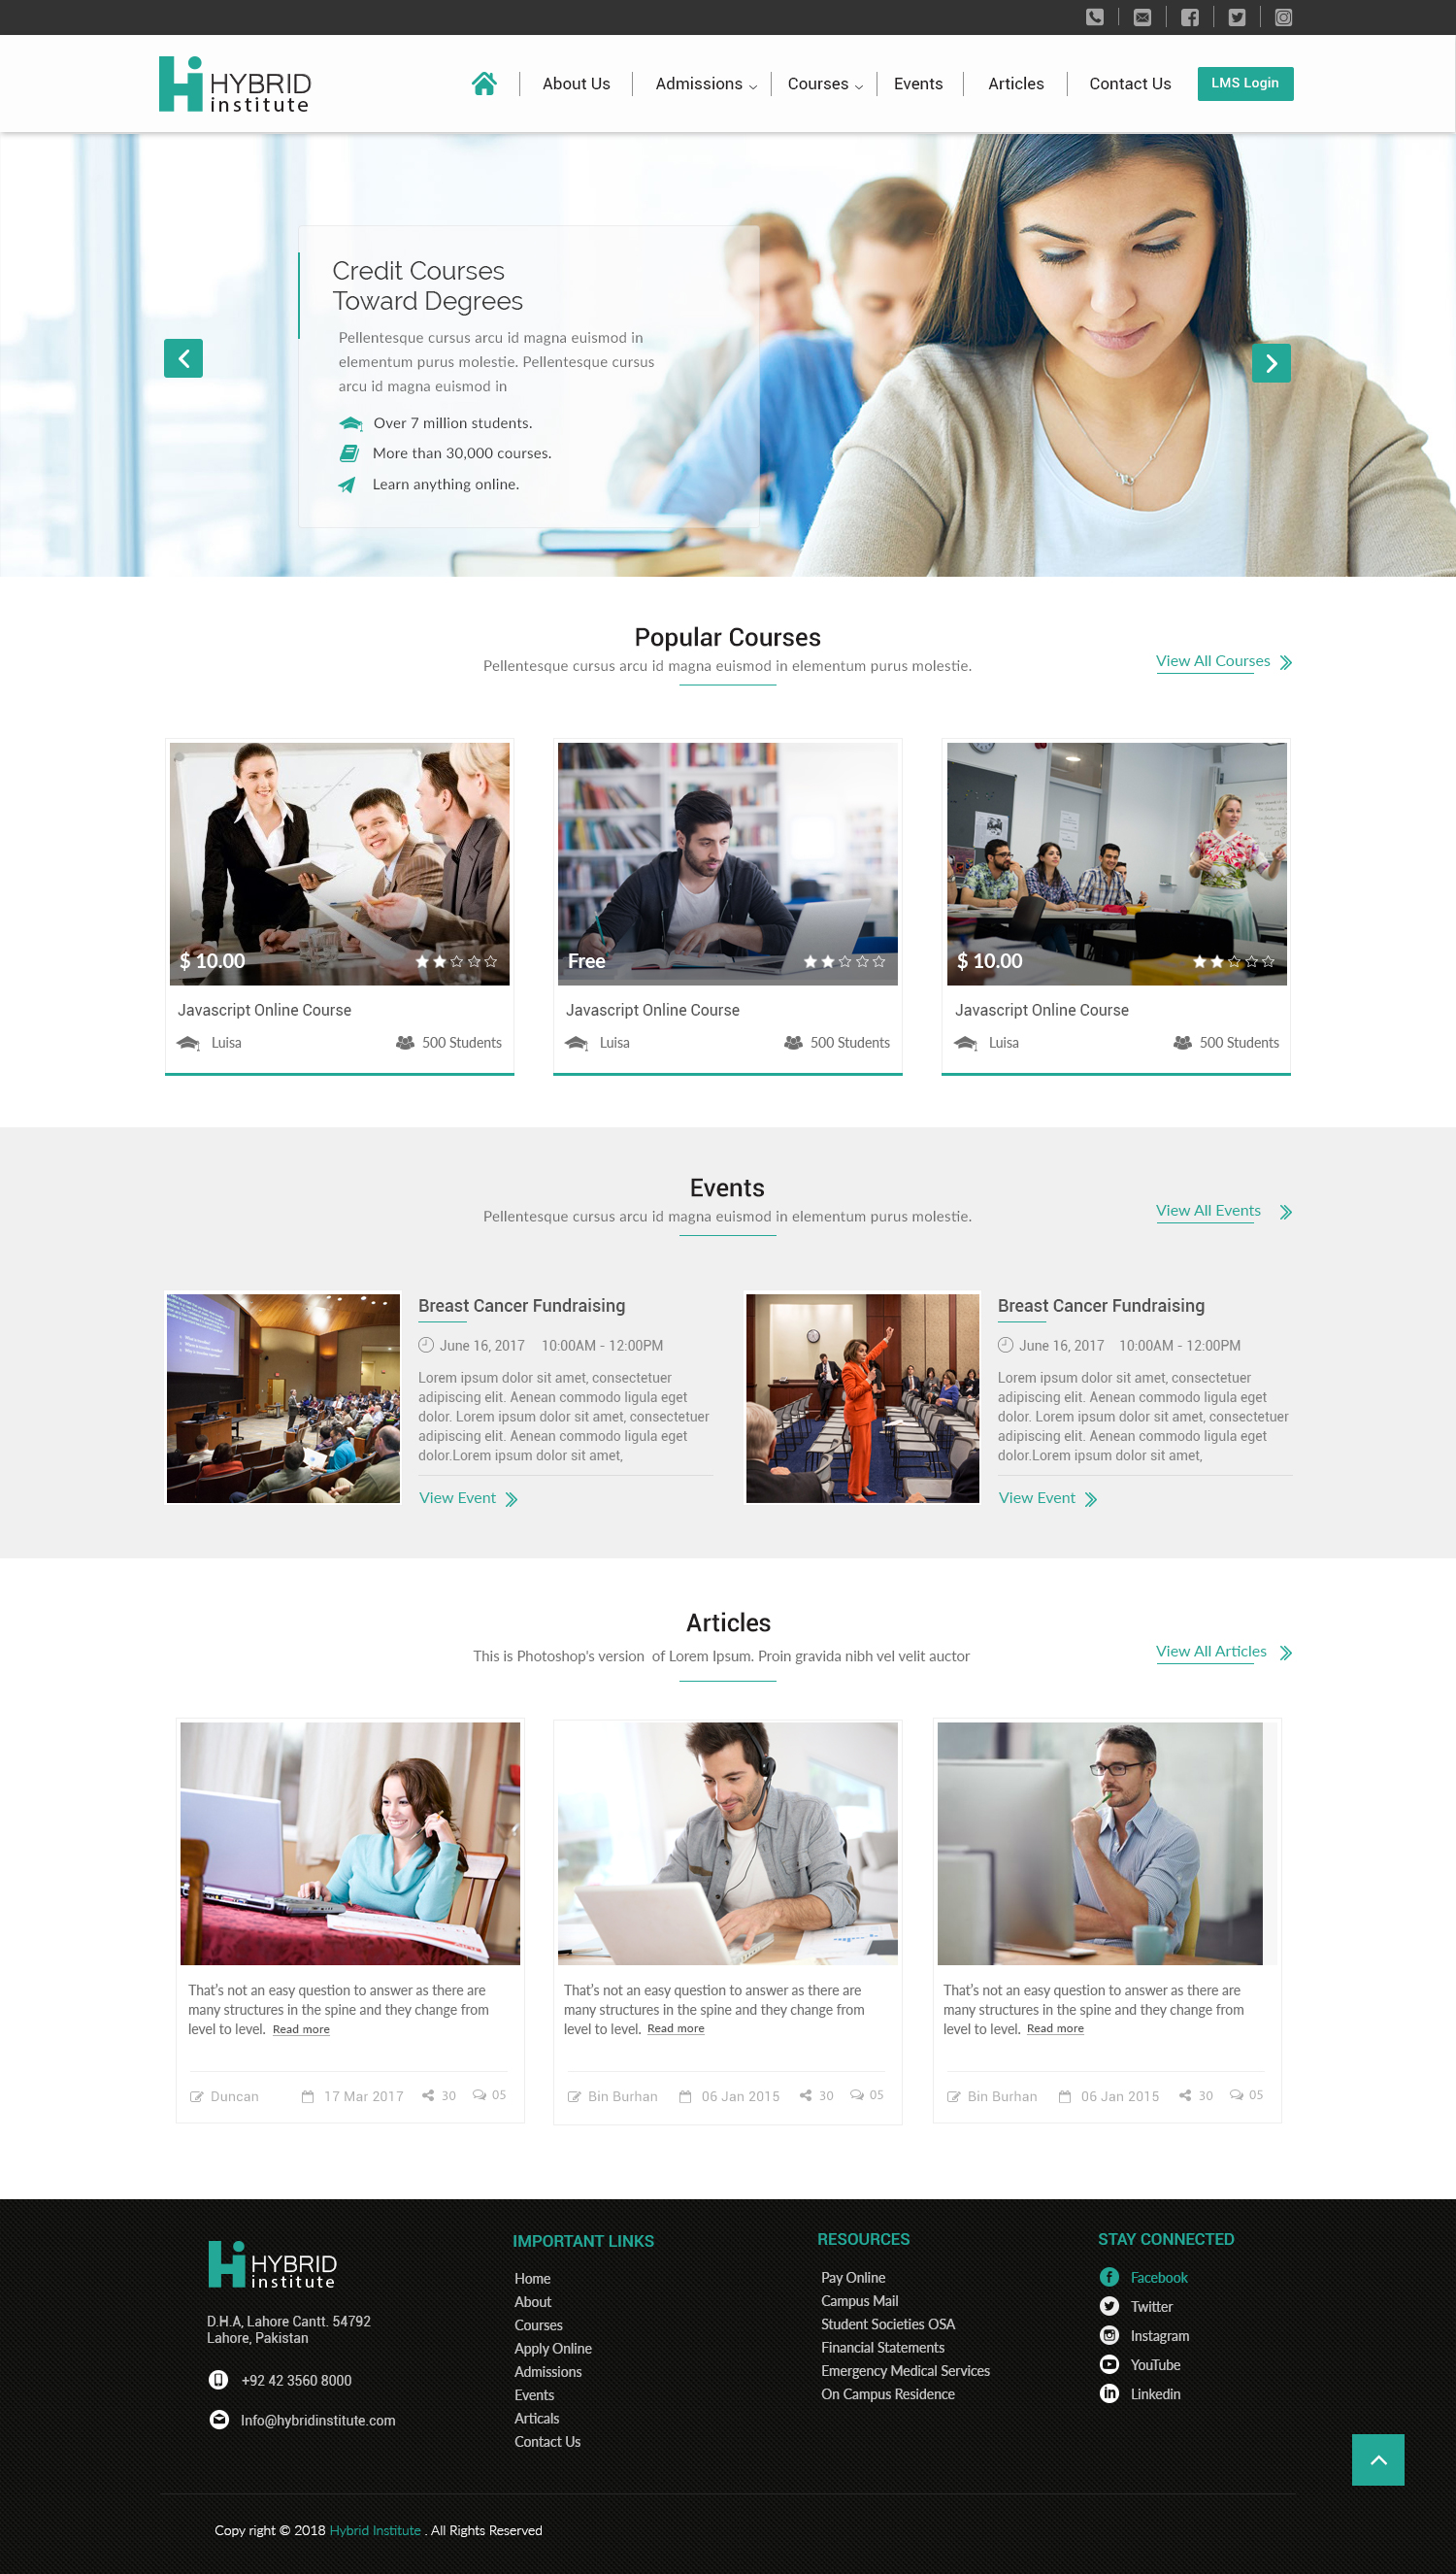 HYBRID
institute
About Us
Admissions
Courses
Events
Articles
Contact Us
LMS Login
Credit Courses
Toward Degrees
Pellentesque cursus arcu id magna euismod in
elementum purus molestie. Pellentesque cursus
arcu id magna euismod in
Over 7 million students.
More than 30,000 courses.
Learn anything online.
Popular Courses
Pellentesque cursus arcu id magna euismod in elementum purus molestie.
View All Courses
$ 10.00
Javascript Online Course
Luisa
500 Students
Free
Javascript Online Course
Luisa
500 Students
$ 10.00
Javascript Online Course
Luisa
500 Students
Events
Pellentesque cursus arcu id magna euismod in elementum purus molestie.
View All Events
Breast Cancer Fundraising
June 16, 2017 10:00AM - 12:00PM
Lorem ipsum dolor sit amet, consectetuer
adipiscing elit. Aenean commodo ligula eget
dolor. Lorem ipsum dolor sit amet, consectetuer
adipiscing elit. Aenean commodo ligula eget
dolor.Lorem ipsum dolor sit amet,
View Event
Breast Cancer Fundraising
June 16, 2017 10:00AM - 12:00PM
Lorem ipsum dolor sit amet, consectetuer
adipiscing elit. Aenean commodo ligula eget
dolor. Lorem ipsum dolor sit amet, consectetuer
adipiscing elit. Aenean commodo ligula eget
dolor.Lorem ipsum dolor sit amet,
View Event
Articles
This is Photoshop's version of Lorem Ipsum. Proin gravida nibh vel velit auctor
View All Articles
That's not an easy question to answer as there are
many structures in the spine and they change from
level to level. Read more
Duncan 17 Mar 2017 30 05
That's not an easy question to answer as there are
many structures in the spine and they change from
level to level. Read more
Bin Burhan 06 Jan 2015 30 05
That's not an easy question to answer as there are
many structures in the spine and they change from
level to level. Read more
Bin Burhan 06 Jan 2015 30 05
HYBRID
institute
D.H.A, Lahore Cantt. 54792
Lahore, Pakistan
+92 42 3560 8000
Info@hybridinstitute.com
IMPORTANT LINKS
Home
About
Courses
Apply Online
Admissions
Events
Articals
Contact Us
RESOURCES
Pay Online
Campus Mail
Student Societies OSA
Financial Statements
Emergency Medical Services
On Campus Residence
STAY CONNECTED
Facebook
Twitter
Instagram
YouTube
Linkedin
Copy right © 2018 Hybrid Institute . All Rights Reserved